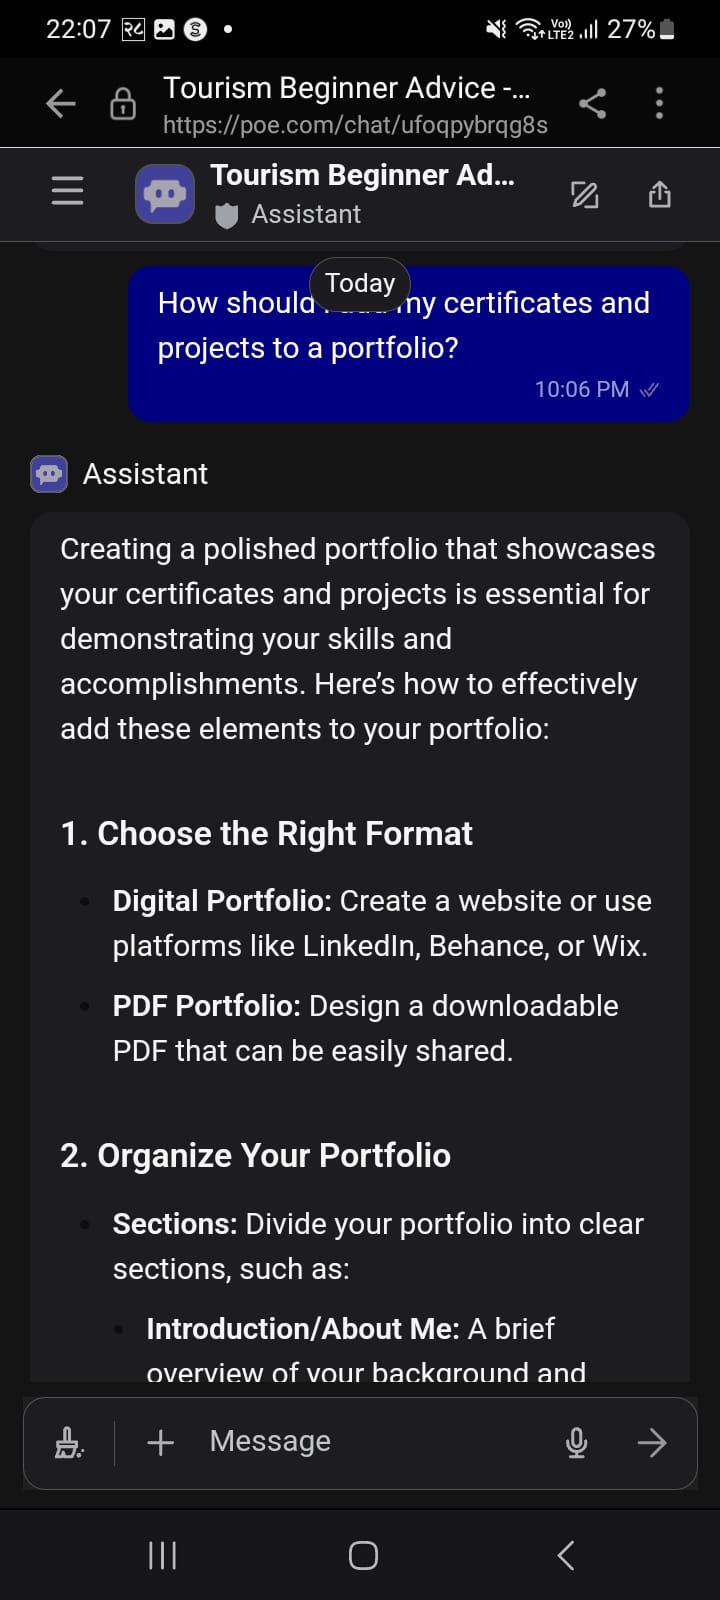 22:07 २८ Vo)) LTE2 27%
Tourism Beginner Advice -...
https://poe.com/chat/ufoqpybrqg8s
Tourism Beginner Ad...
Assistant
Today
How should my certificates and
projects to a portfolio?
10:06 PM
Assistant
Creating a polished portfolio that showcases
your certificates and projects is essential for
demonstrating your skills and
accomplishments. Here’s how to effectively
add these elements to your portfolio:
1. Choose the Right Format
Digital Portfolio: Create a website or use
platforms like LinkedIn, Behance, or Wix.
PDF Portfolio: Design a downloadable
PDF that can be easily shared.
2. Organize Your Portfolio
Sections: Divide your portfolio into clear
sections, such as:
Introduction/About Me: A brief
overview of your background and
Message